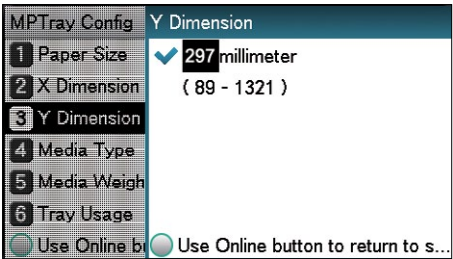 MPTray Config
1 Paper Size
2 X Dimension
3 Y Dimension
4 Media Type
5 Media Weigh
6 Tray Usage
Use Online b
Y Dimension
297 millimeter
( 89 - 1321 )
Use Online button to return to s...